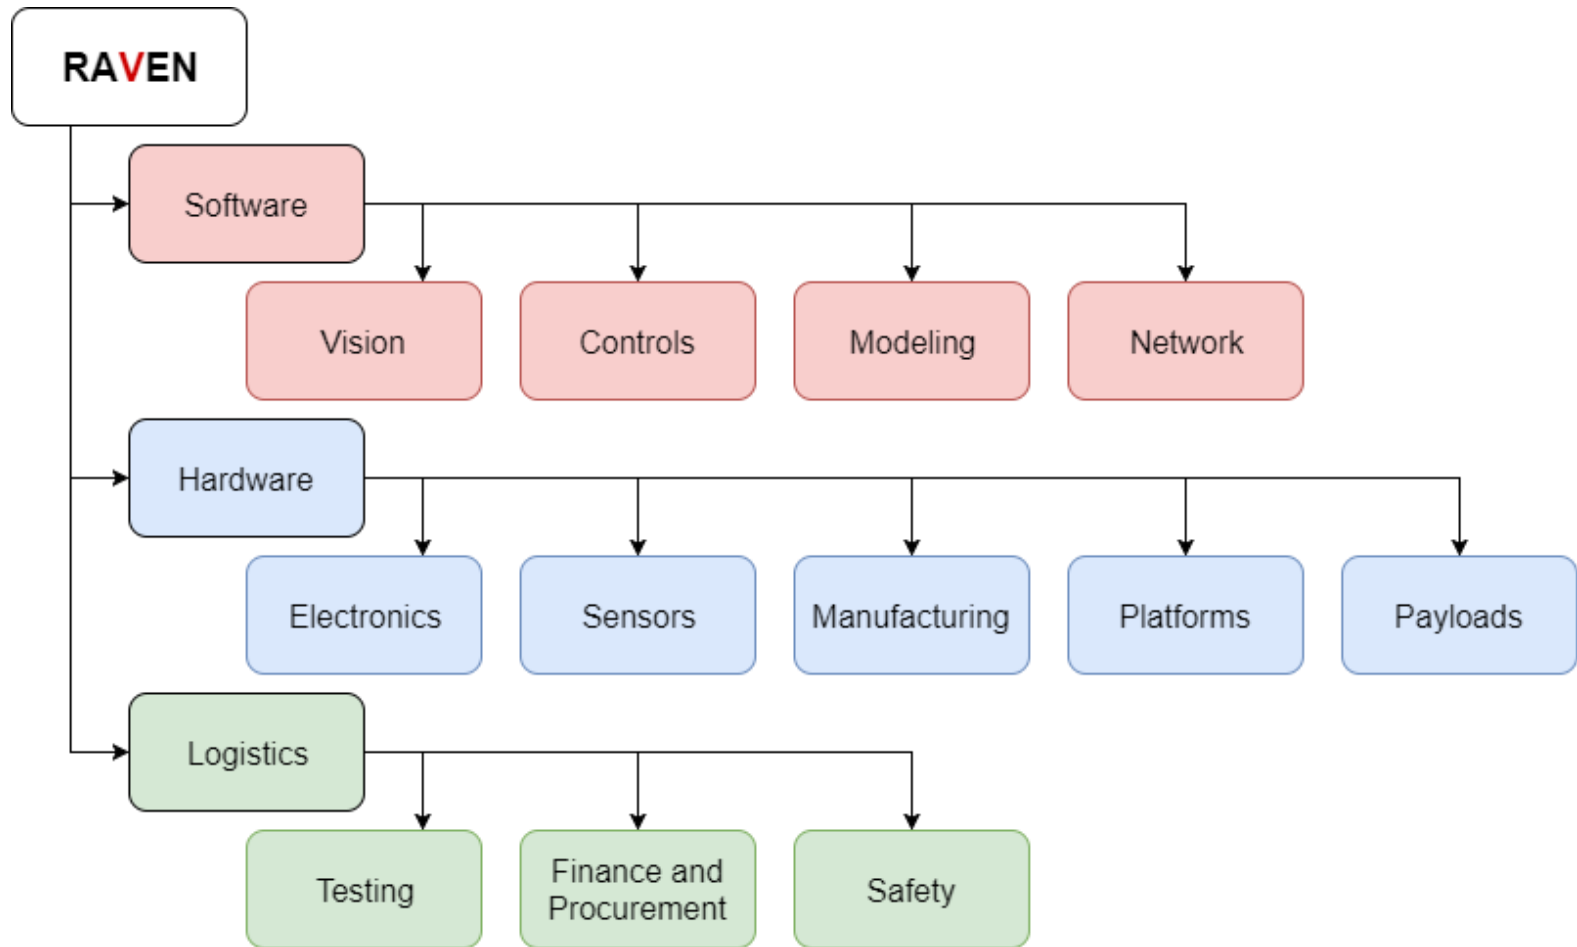 RAVEN
Software
Vision
Controls
Modeling
Network
Hardware
Electronics
Sensors
Manufacturing
Platforms
Payloads
Logistics
Testing
Finance and
Procurement
Safety